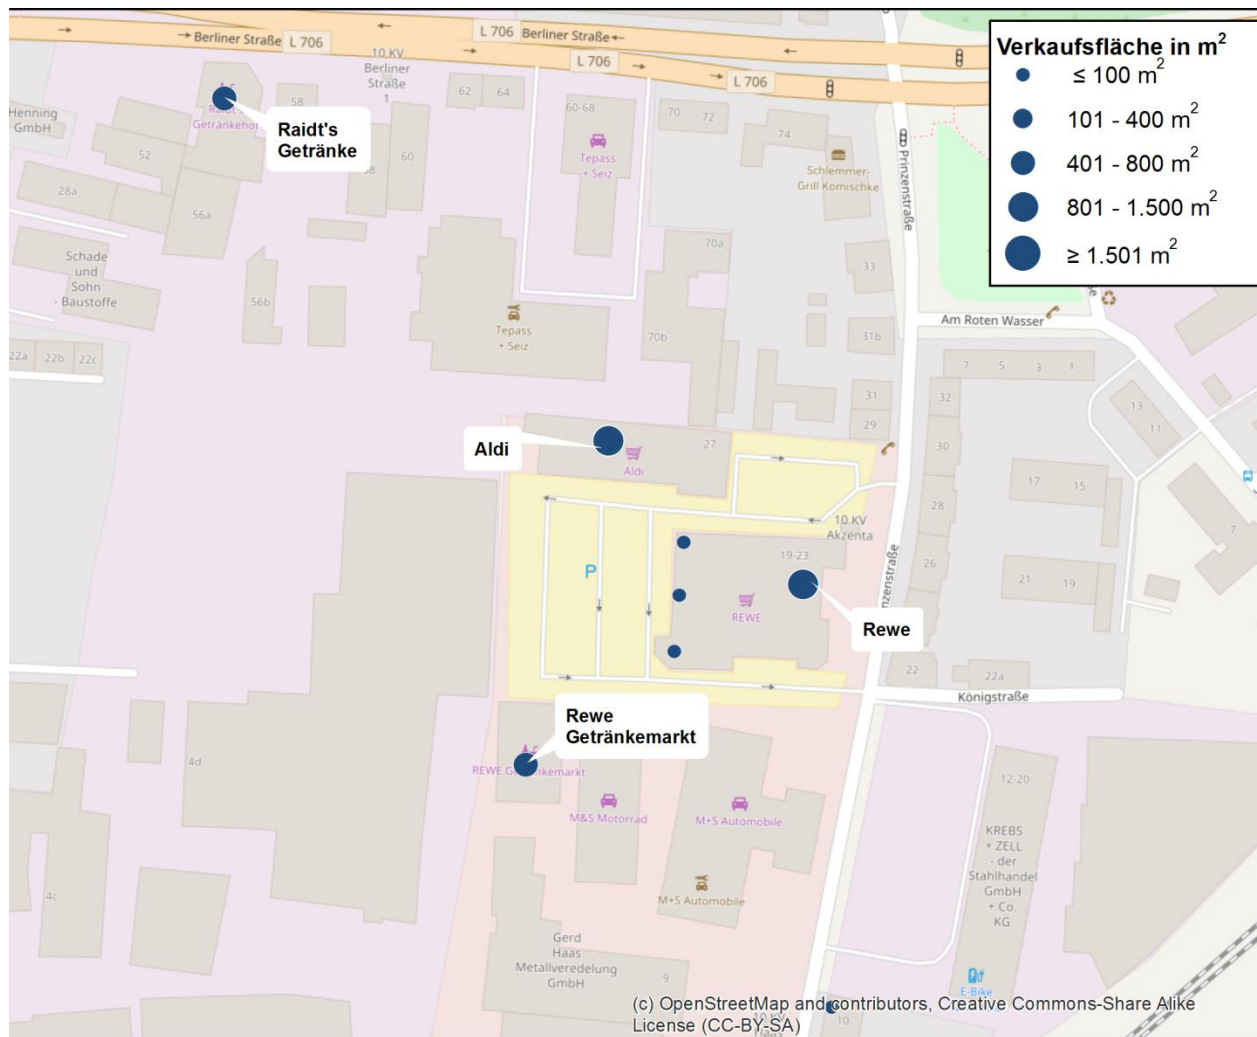 Berliner Straße
L 706
Berliner Straße
L 706
L 706
10 KV
Berliner
Straße
1
Verkaufsfläche in m²
≤ 100 m²
101 - 400 m²
401 - 800 m²
801 - 1.500 m²
≥ 1.501 m²
Henning
GmbH
Getränkehof
Raidt's
Getränke
58
52
28a
56a
60
62
64
60-68
Tepass
+ Seiz
70
72
74
Schlemmer-
Grill Komischke
Prinzenstraße
Schade
und
Sohn
- Baustoffe
56b
70a
33
Tepass
+ Seiz
70b
31b
Am Roten Wasser
22a
22b
22c
7
5
3
1
31
29
32
13
11
Aldi
27
Aldi
30
17
15
28
10 KV
Akzenta
7
P
19-23
26
21
19
REWE
Rewe
22
22a
Königstraße
Rewe
Getränkemarkt
4d
M&S Motorrad
M+S Automobile
12-20
KREBS
+ ZELL
- der
Stahlhandel
GmbH
+ Co.
KG
4c
M+S Automobile
Gerd
Haas
Metallveredelung
GmbH
9
E-Bike
10
(c) OpenStreetMap and contributors, Creative Commons-Share Alike
License (CC-BY-SA)